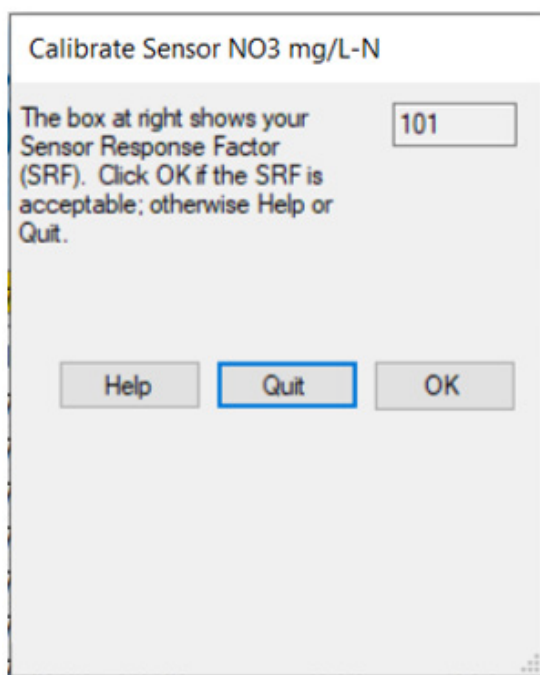 Calibrate Sensor NO3 mg/L-N
The box at right shows your
Sensor Response Factor
(SRF). Click OK if the SRF is
acceptable; otherwise Help or
Quit.
101
Help
Quit
OK